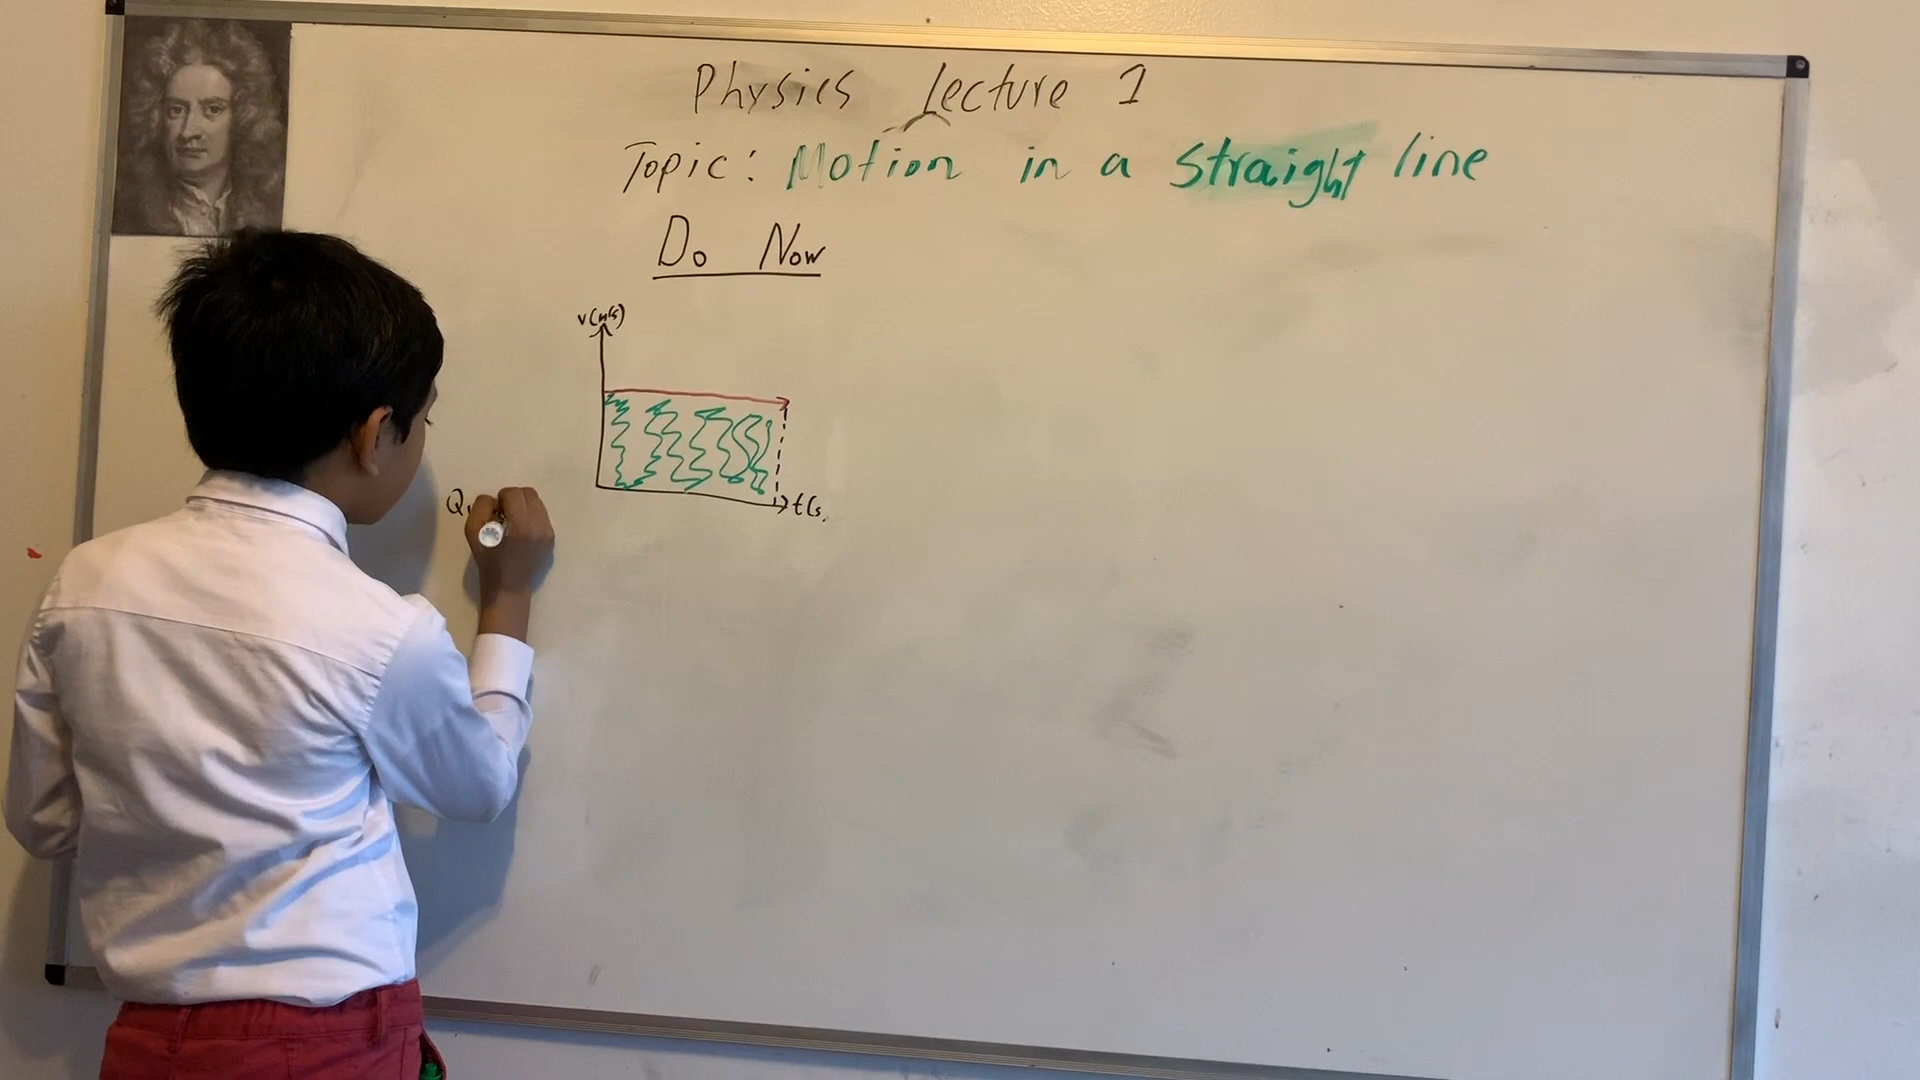 Physics Lecture 1
Topic: Motion in a straight line
Do Now
v(m/s)
t(s
Q